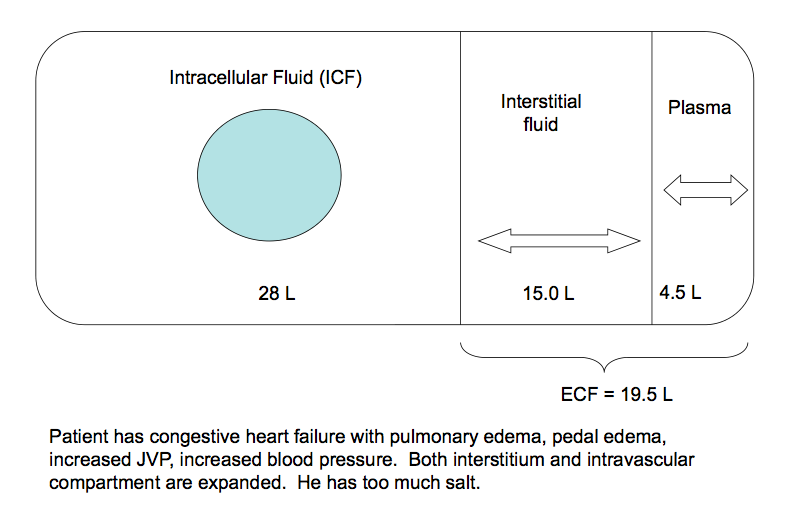 Intracellular Fluid (ICF)
Interstitial
fluid
Plasma
28 L
15.0 L
4.5 L
ECF = 19.5 L
Patient has congestive heart failure with pulmonary edema, pedal edema,
increased JVP, increased blood pressure.  Both interstitium and intravascular
compartment are expanded.  He has too much salt.